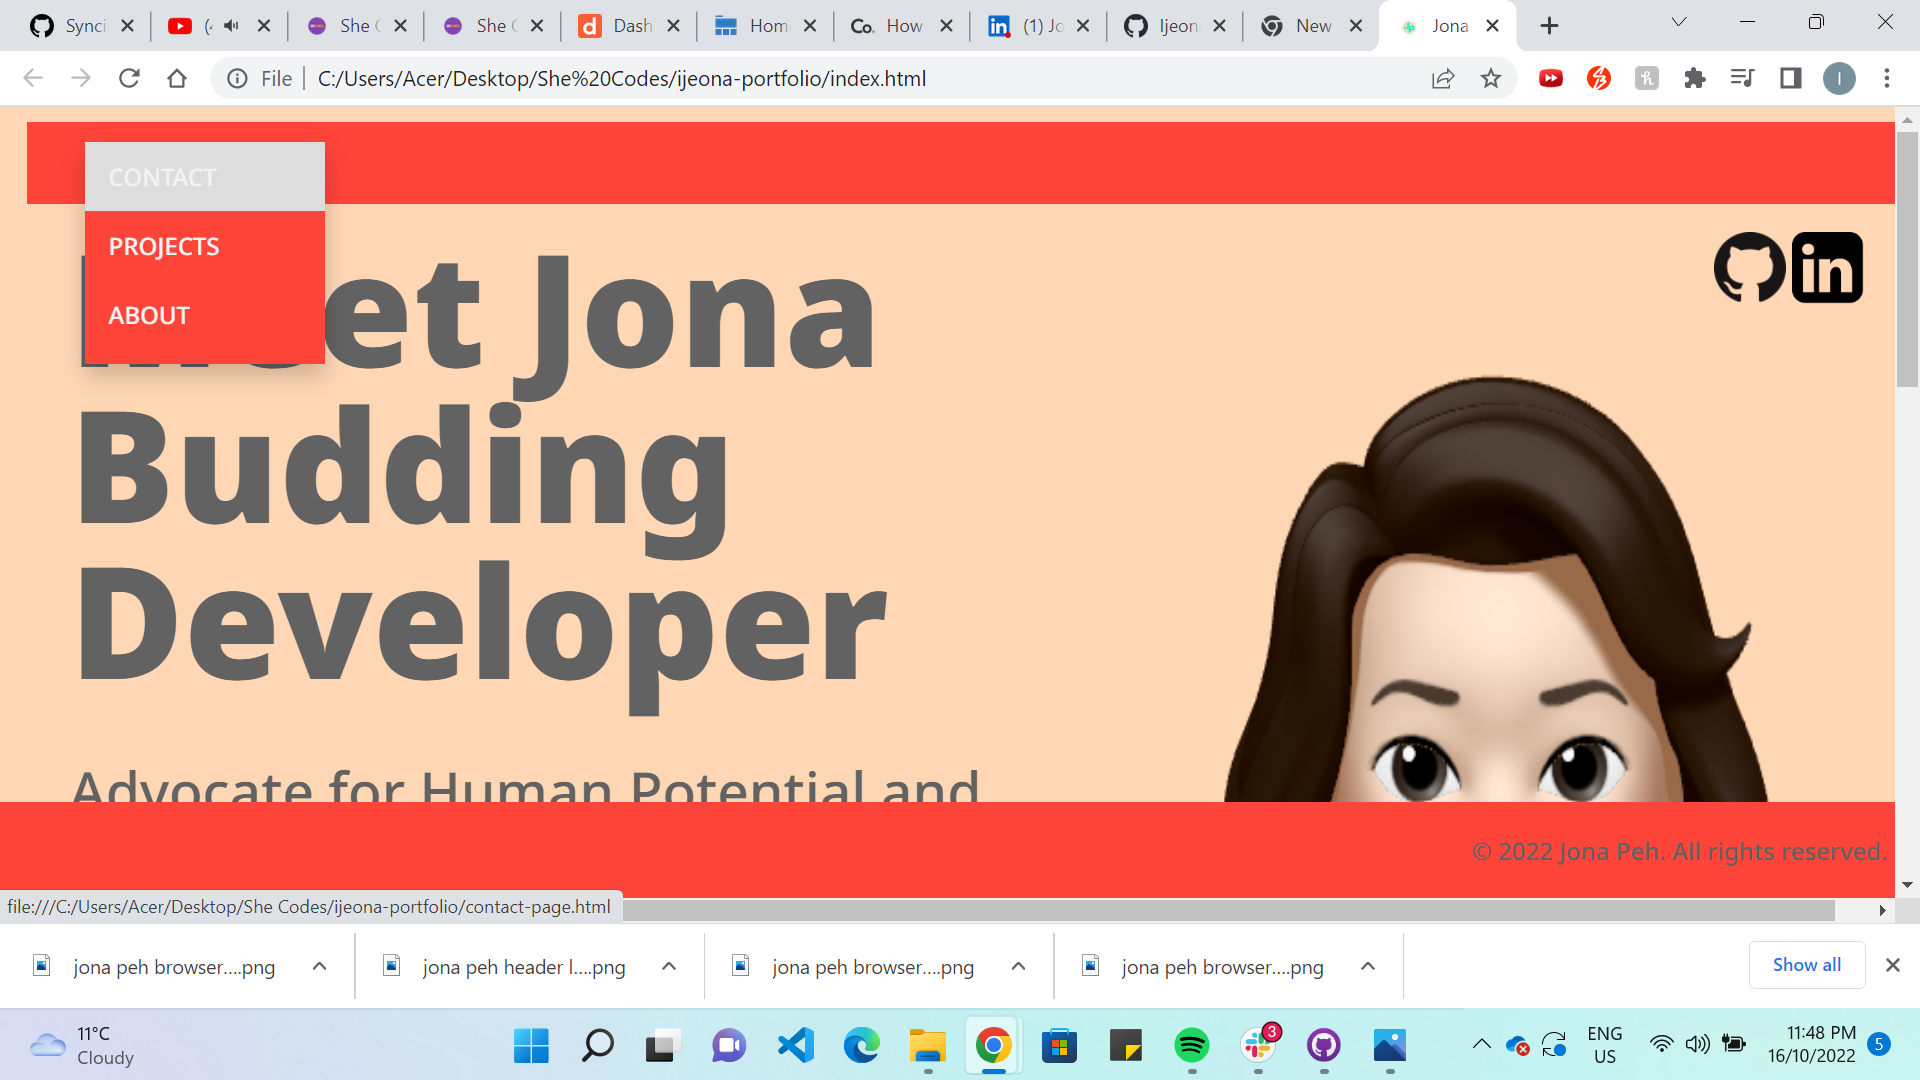 Synci
(4
She C
She C
Dash
Home
Co. How
in (1) Jo
Ijeon
New
Jona
File C:/Users/Acer/Desktop/She%20Codes/ijeona-portfolio/index.html
I
CONTACT
PROJECTS
ABOUT
et Jona
Budding
Developer
in
Advocate for Human Potential and
© 2022 Jona Peh. All rights reserved.
file:///C:/Users/Acer/Desktop/She Codes/ijeona-portfolio/contact-page.html
jona peh browser....png
jona peh header l....png
jona peh browser....png
jona peh browser....png
Show all
11°C
Cloudy
3
ENG
US
11:48 PM
16/10/2022
5